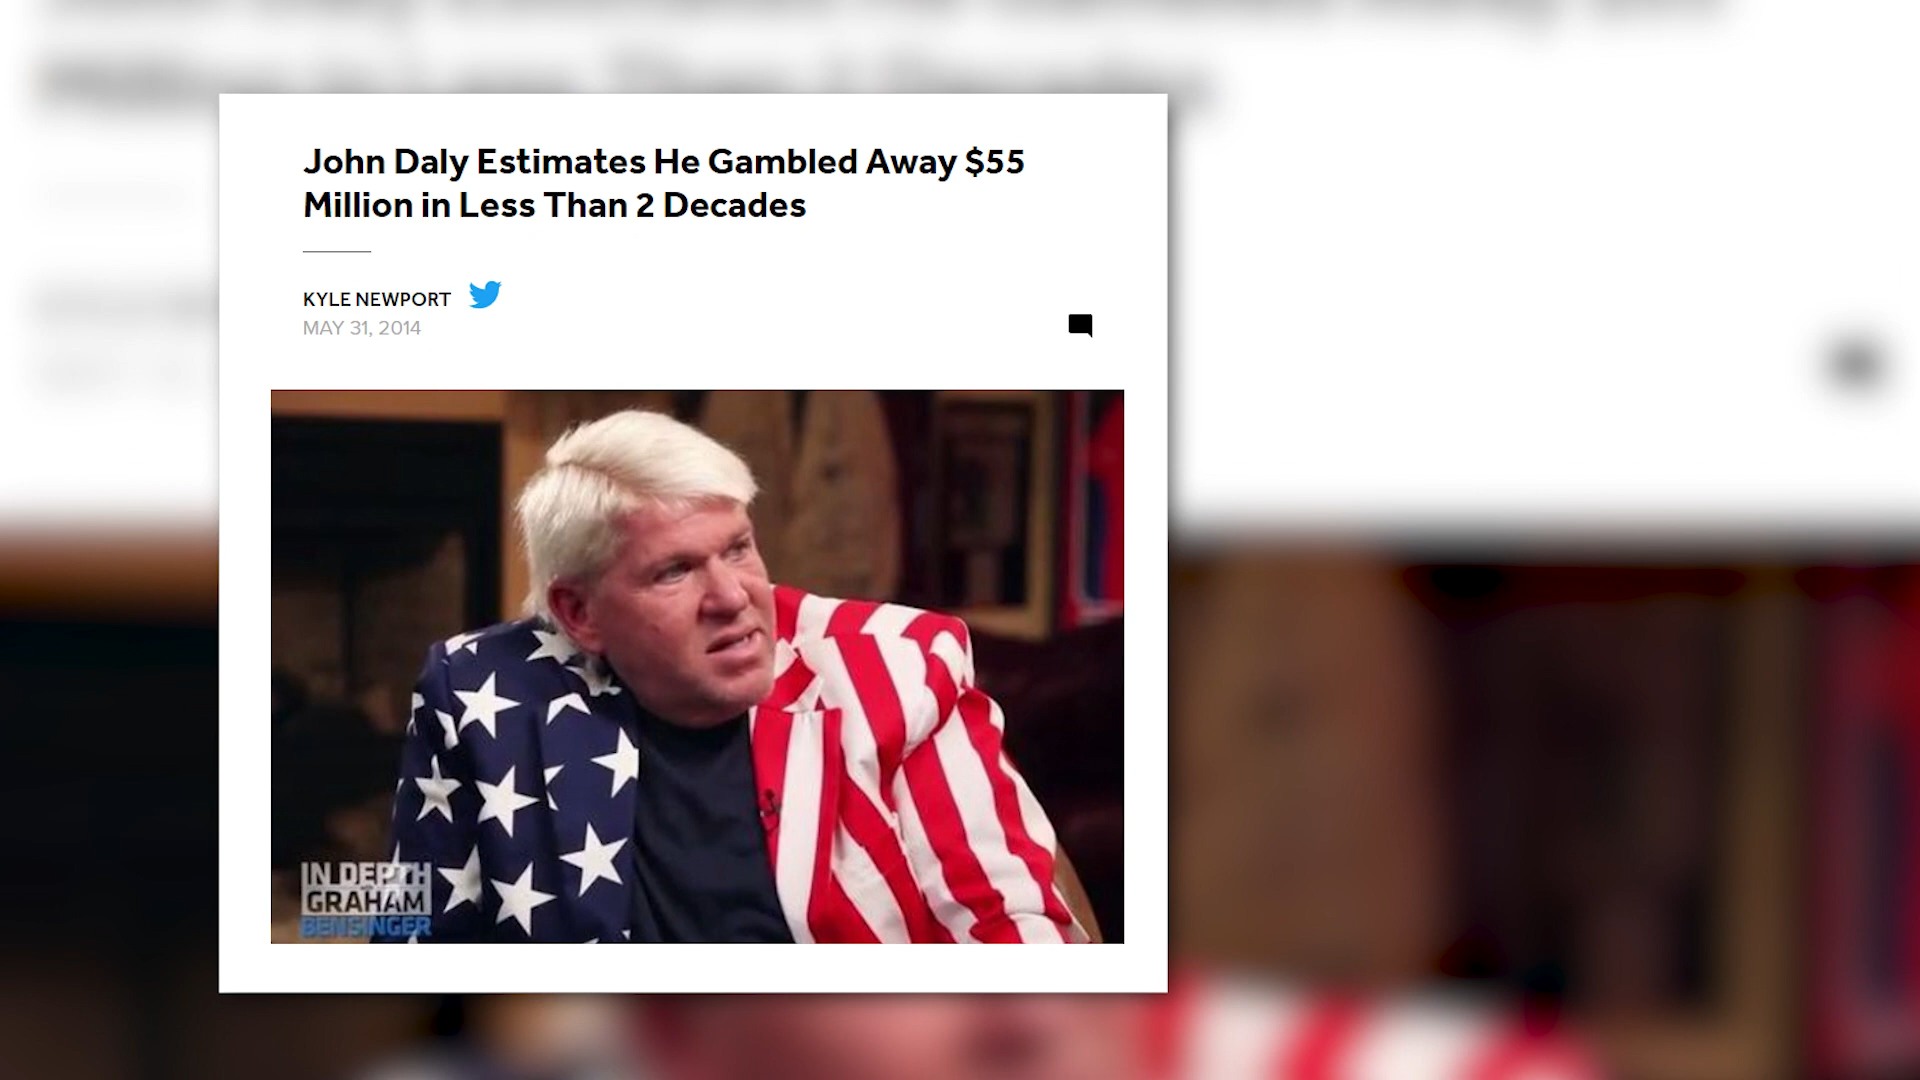 John Daly Estimates He Gambled Away $55
Million in Less Than 2 Decades
KYLE NEWPORT
MAY 31, 2014
IN DEPTH
GRAHAM
BENSINGER